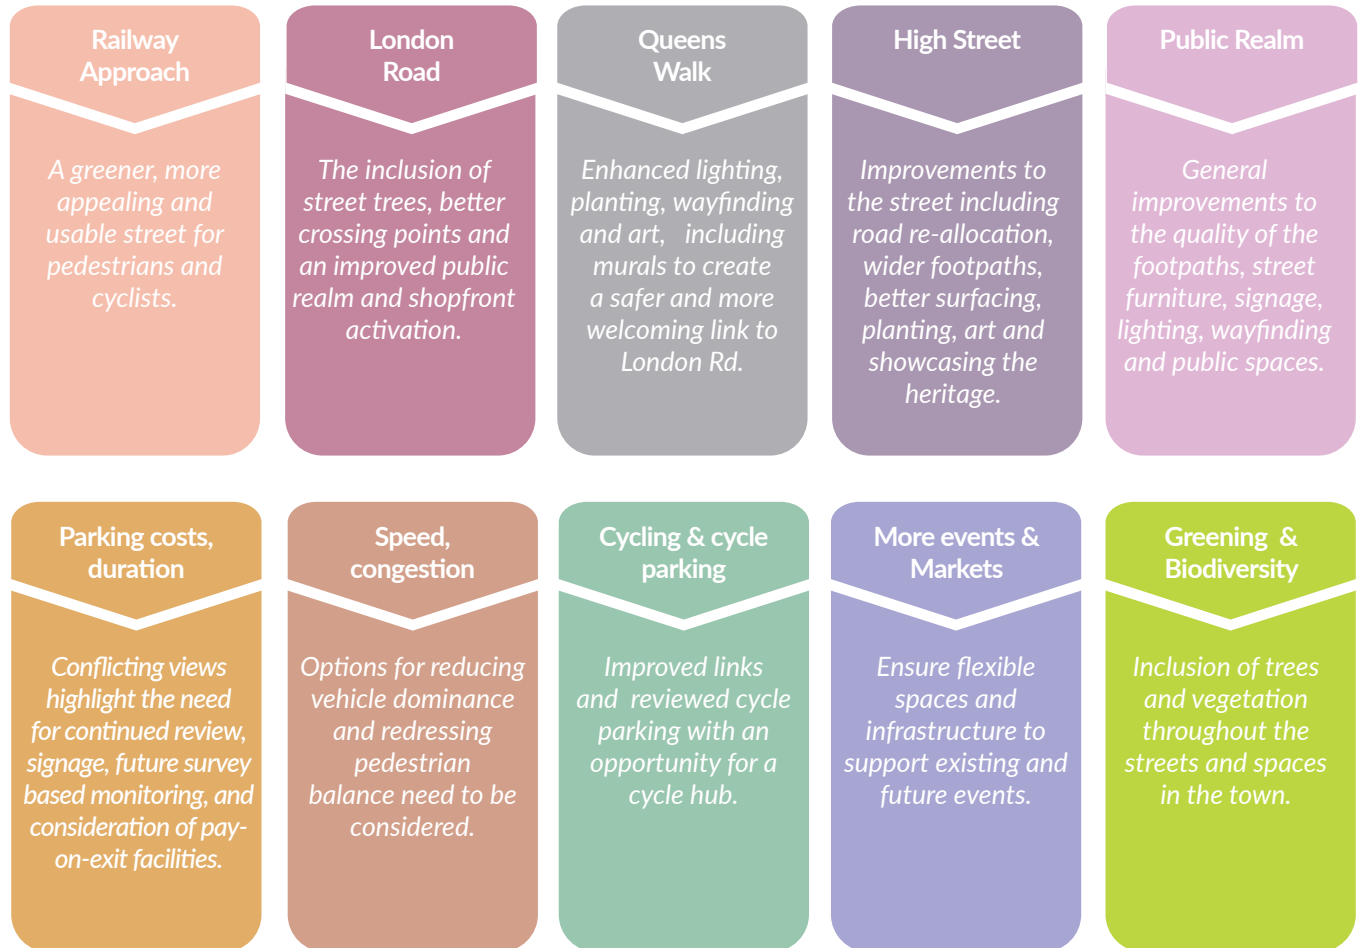 Railway
Approach
A greener, more
appealing and
usable street for
pedestrians and
cyclists.
London
Road
The inclusion of
street trees, better
crossing points and
an improved public
realm and shopfront
activation.
Queens
Walk
Enhanced lighting,
planting, wayfinding
and art, including
murals to create
a safer and more
welcoming link to
London Rd.
High Street
Improvements to
the street including
road re-allocation,
wider footpaths,
better surfacing,
planting, art and
showcasing the
heritage.
Public Realm
General
improvements to
the quality of the
footpaths, street
furniture, signage,
lighting, wayfinding
and public spaces.
Parking costs,
duration
Conflicting views
highlight the need
for continued review,
signage, future survey
based monitoring, and
consideration of pay-
on-exit facilities.
Speed,
congestion
Options for reducing
vehicle dominance
and redressing
pedestrian
balance need to be
considered.
Cycling & cycle
parking
Improved links
and reviewed cycle
parking with an
opportunity for a
cycle hub.
More events &
Markets
Ensure flexible
spaces and
infrastructure to
support existing and
future events.
Greening &
Biodiversity
Inclusion of trees
and vegetation
throughout the
streets and spaces
in the town.